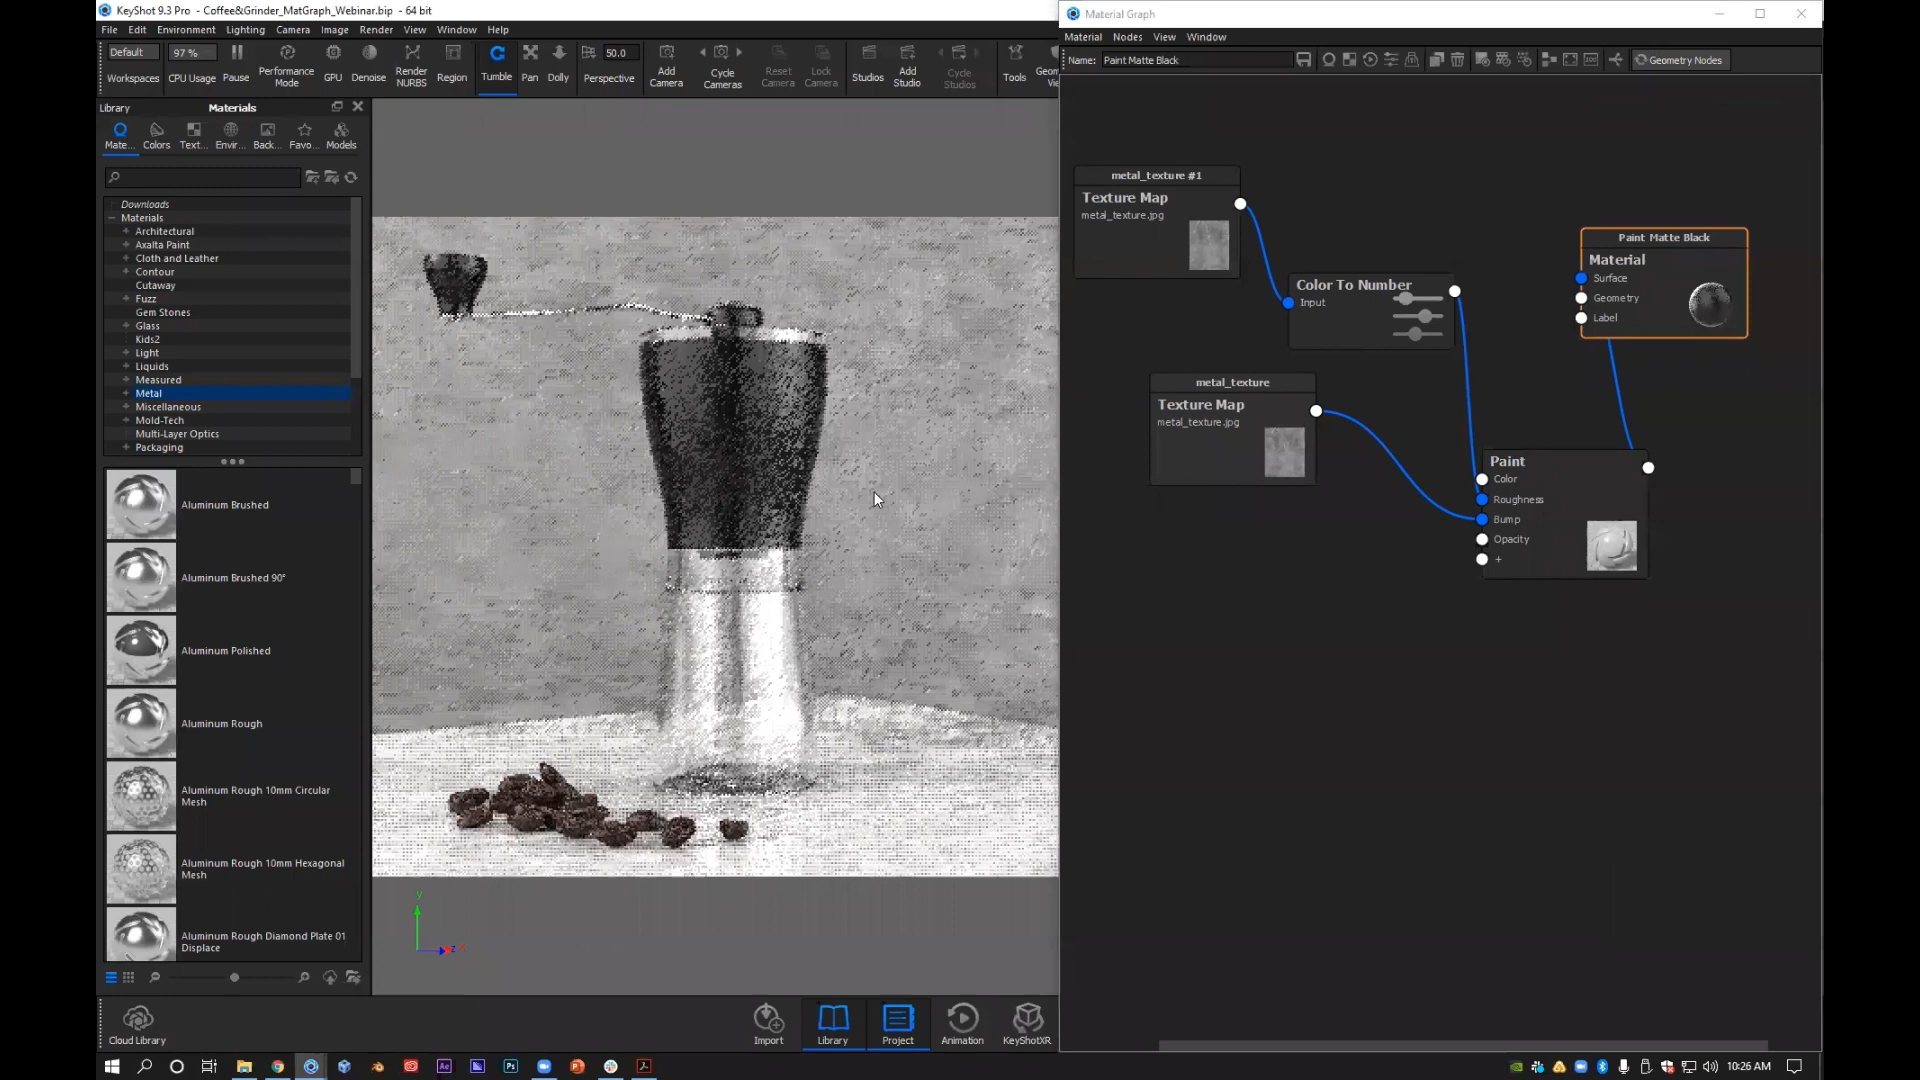 KeyShot 9.3 Pro - Coffee&Grinder_MatGraph_Webinar.bip - 64 bit
File Edit Environment Lighting Camera Image Render View Window Help
Default 97 % 50.0
Workspaces CPU Usage Pause Performance Mode GPU Denoise Render NURBS Region Tumble Pan Dolly Perspective Add Camera Cycle Cameras Reset Camera Lock Camera Studios Add Studio Cycle Studios Tools
Library Materials
Mate... Colors Text... Envir... Back... Favo... Models
Downloads
Materials
Architectural
Axalta Paint
Cloth and Leather
Contour
Cutaway
Fuzz
Gem Stones
Glass
Kids2
Light
Liquids
Measured
Metal
Miscellaneous
Mold-Tech
Multi-Layer Optics
Packaging
Aluminum Brushed
Aluminum Brushed 90°
Aluminum Polished
Aluminum Rough
Aluminum Rough 10mm Circular
Mesh
Aluminum Rough 10mm Hexagonal
Mesh
Aluminum Rough Diamond Plate 01
Displace
y
z
Cloud Library
Import Library Project Animation KeyShotXR
Material Graph
Material Nodes View Window
Name: Paint Matte Black Geometry Nodes
metal_texture #1
Texture Map
metal_texture.jpg
Color To Number
Input
metal_texture
Texture Map
metal_texture.jpg
Paint Matte Black
Material
Surface
Geometry
Label
Paint
Color
Roughness
Bump
Opacity
+
Ae
Ps
10:26 AM